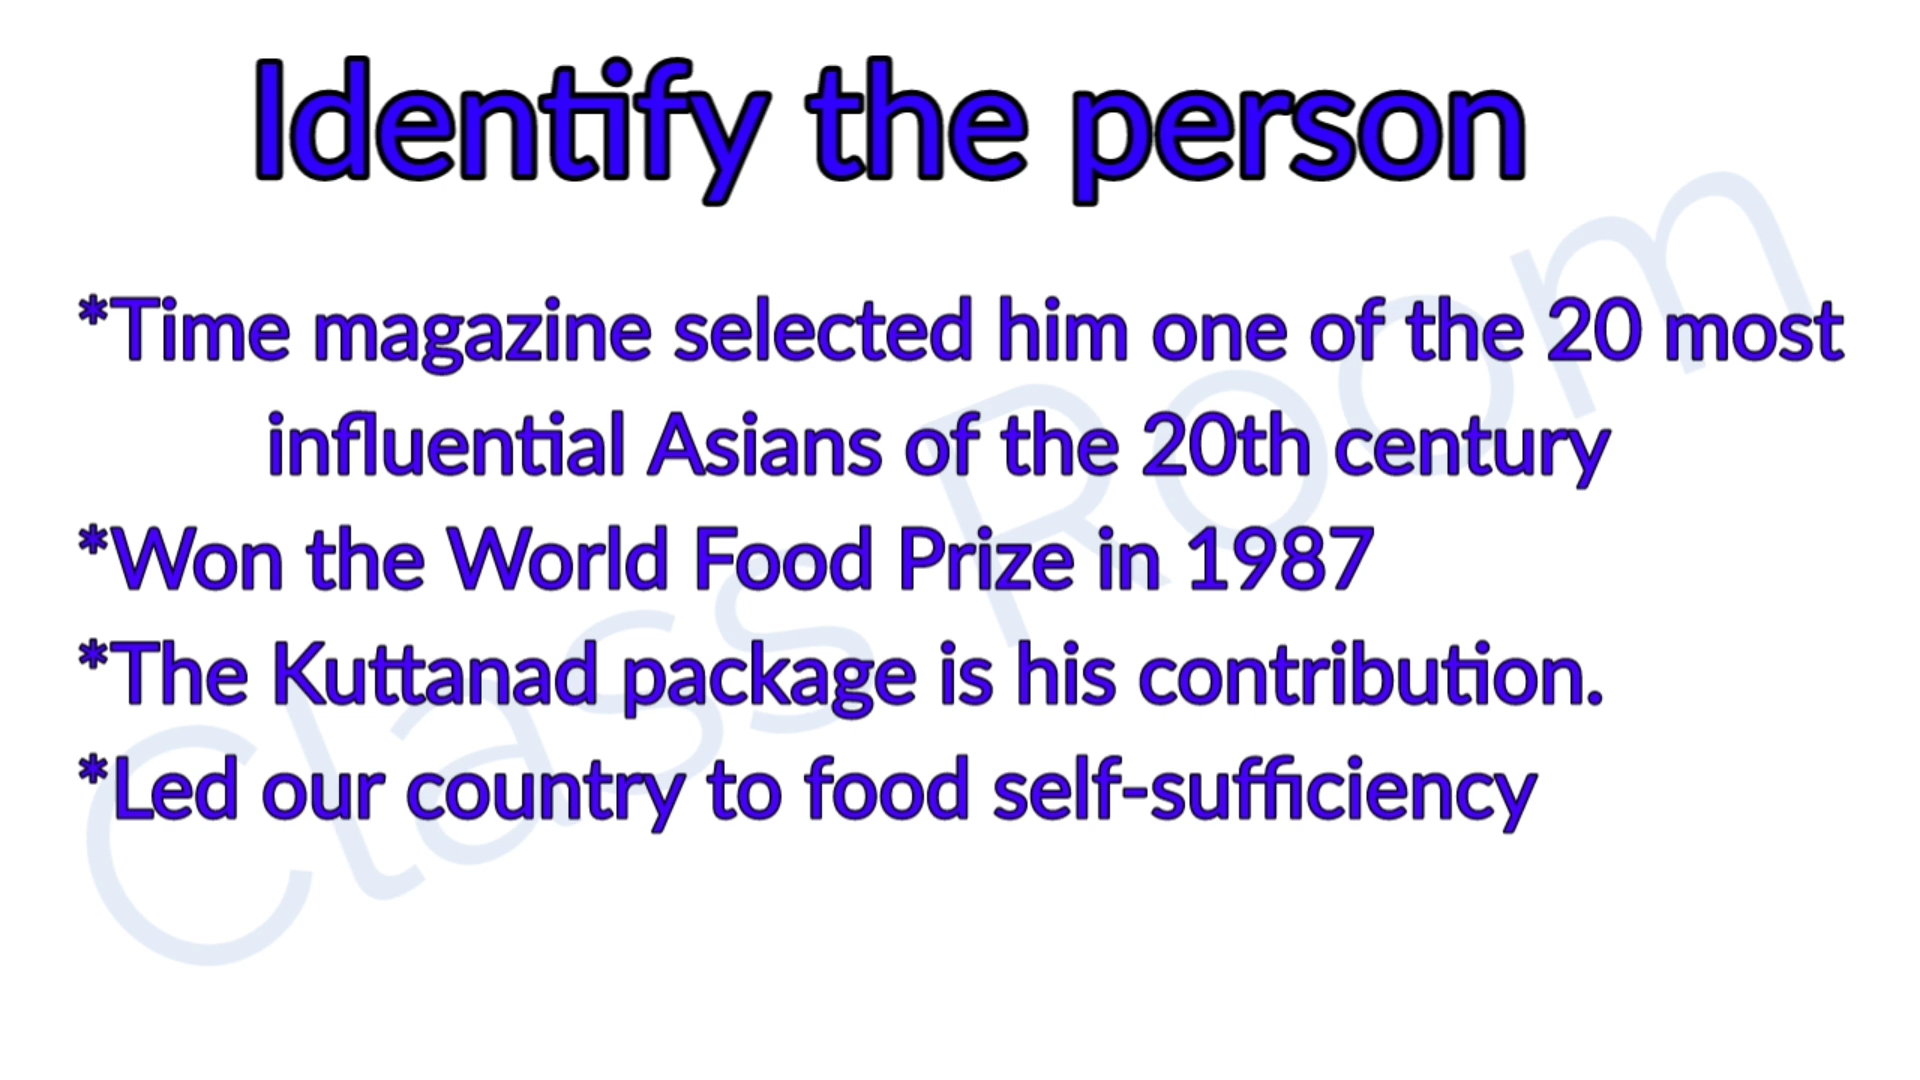 Identify the person
*Time magazine selected him one of the 20 most
influential Asians of the 20th century
*Won the World Food Prize in 1987
*The Kuttanad package is his contribution.
*Led our country to food self-sufficiency
Class Room